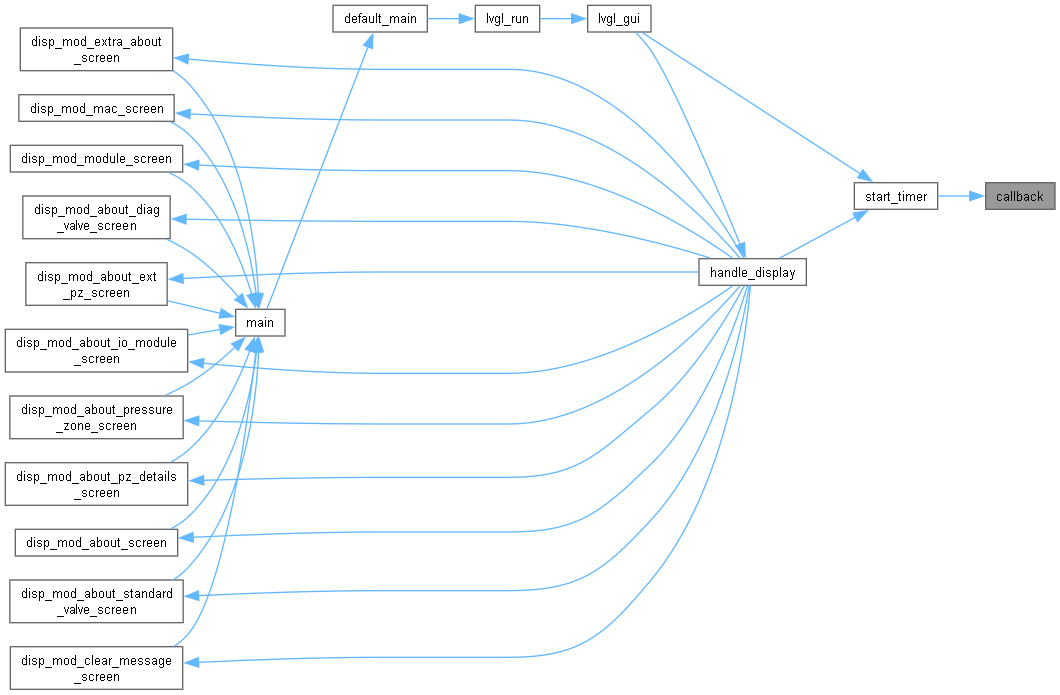 default_main
lvgl_run
lvgl_gui
disp_mod_extra_about
_screen
disp_mod_mac_screen
disp_mod_module_screen
disp_mod_about_diag
_valve_screen
disp_mod_about_ext
_pz_screen
disp_mod_about_io_module
_screen
disp_mod_about_pressure
_zone_screen
disp_mod_about_pz_details
_screen
disp_mod_about_screen
disp_mod_about_standard
_valve_screen
disp_mod_clear_message
_screen
main
handle_display
start_timer
callback